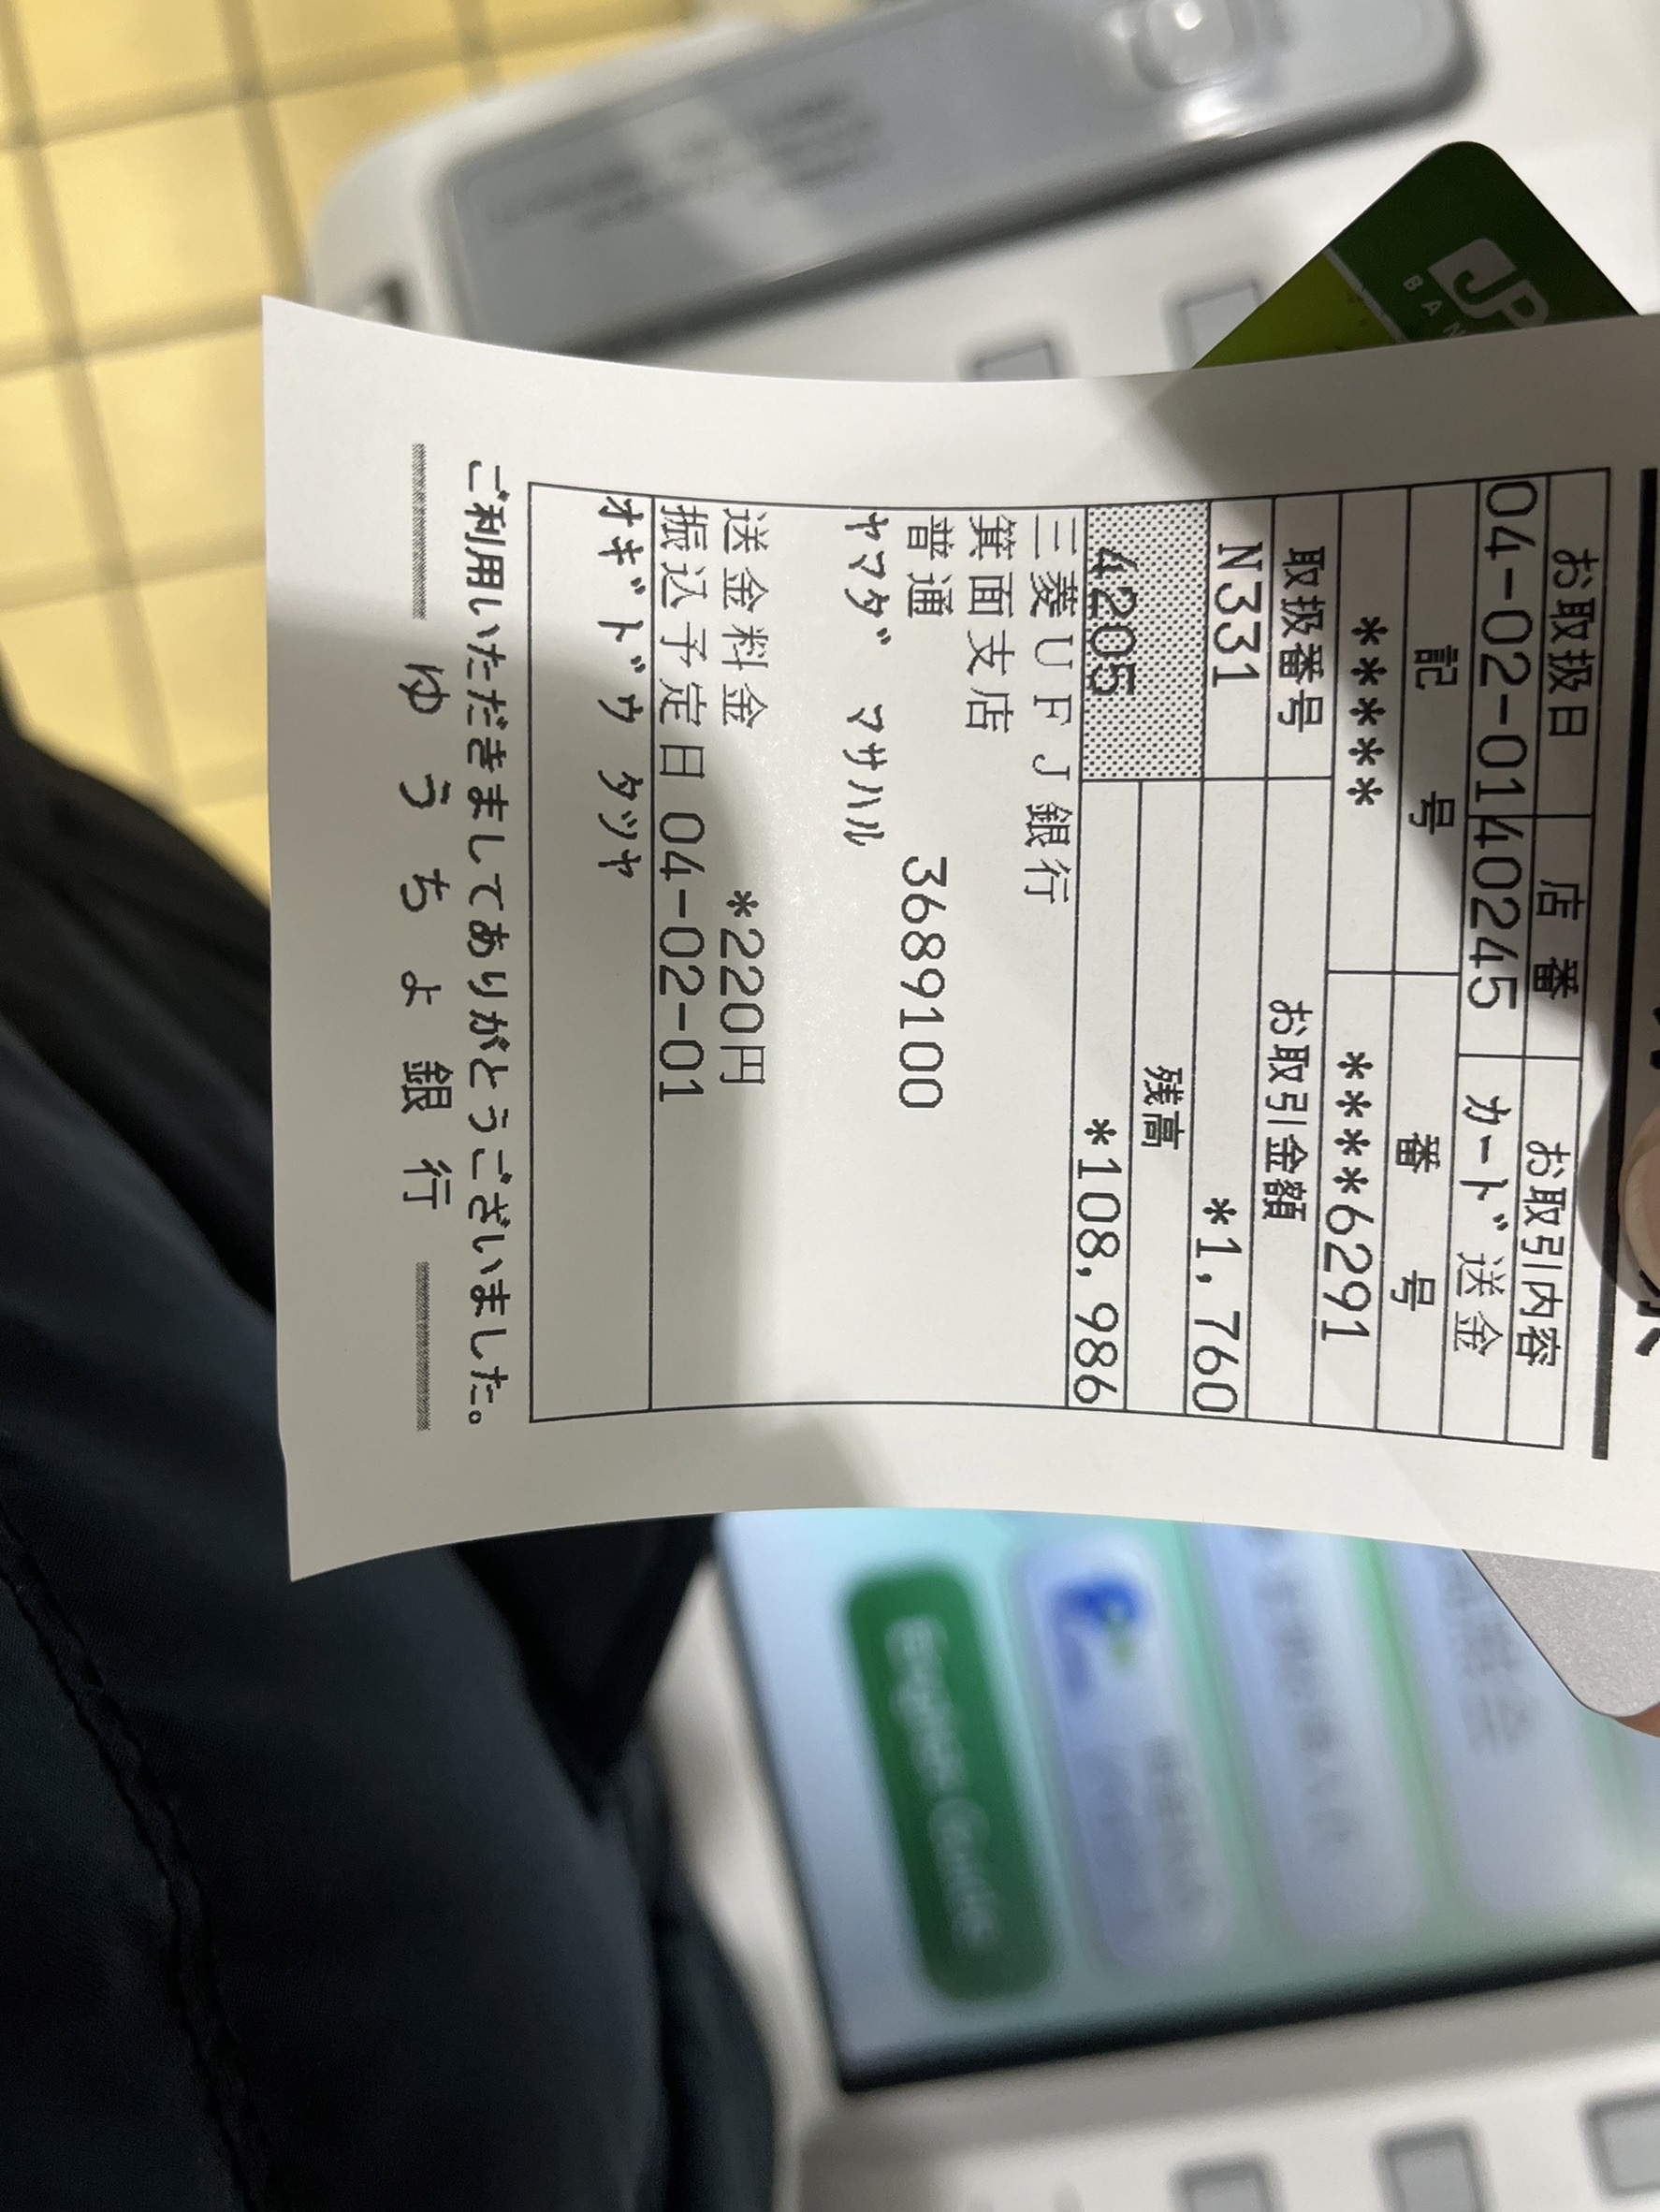 お取扱日 店番 お取引内容
04-02-01 40245 カード送金
記号 番号
***** ****6291
取扱番号 お取引金額
N331 *1,760
残高
4205 *108,986
三菱UFJ銀行
箕面支店
普通 3689100
ヤマダ マサハル
送金料金 *220円
振込予定日 04-02-01
オギドウ タツヤ
ご利用いただきましてありがとうございました。
ゆうちょ銀行
JP
BAN
English Guide